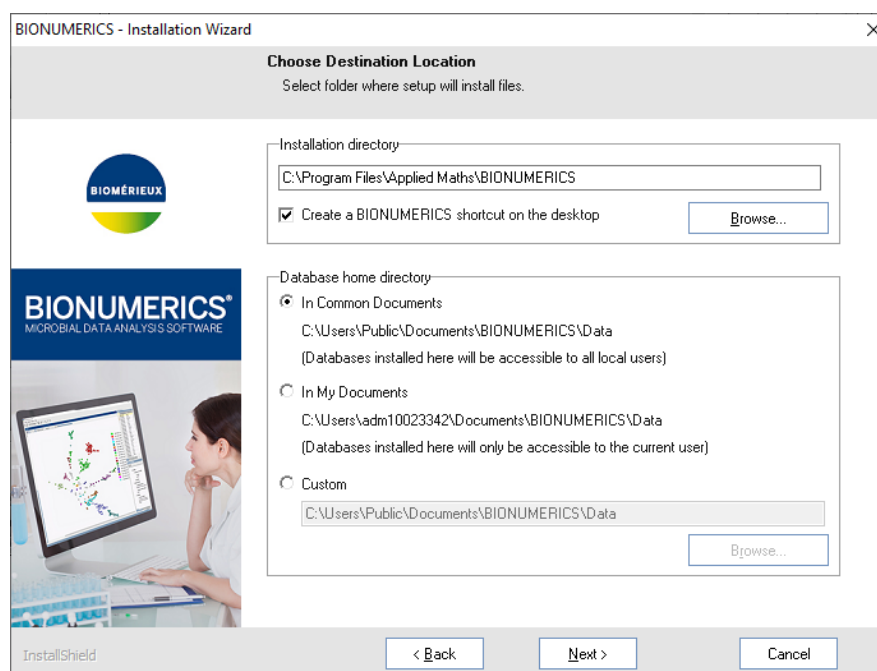 BIONUMERICS - Installation Wizard
Choose Destination Location
Select folder where setup will install files.
BIOMÉRIEUX
BIONUMERICS®
MICROBIAL DATA ANALYSIS SOFTWARE
Installation directory
C:\Program Files\Applied Maths\BIONUMERICS
Create a BIONUMERICS shortcut on the desktop
Browse...
Database home directory
In Common Documents
C:\Users\Public\Documents\BIONUMERICS\Data
(Databases installed here will be accessible to all local users)
In My Documents
C:\Users\adm10023342\Documents\BIONUMERICS\Data
(Databases installed here will only be accessible to the current user)
Custom
C:\Users\Public\Documents\BIONUMERICS\Data
Browse...
InstallShield
< Back
Next >
Cancel